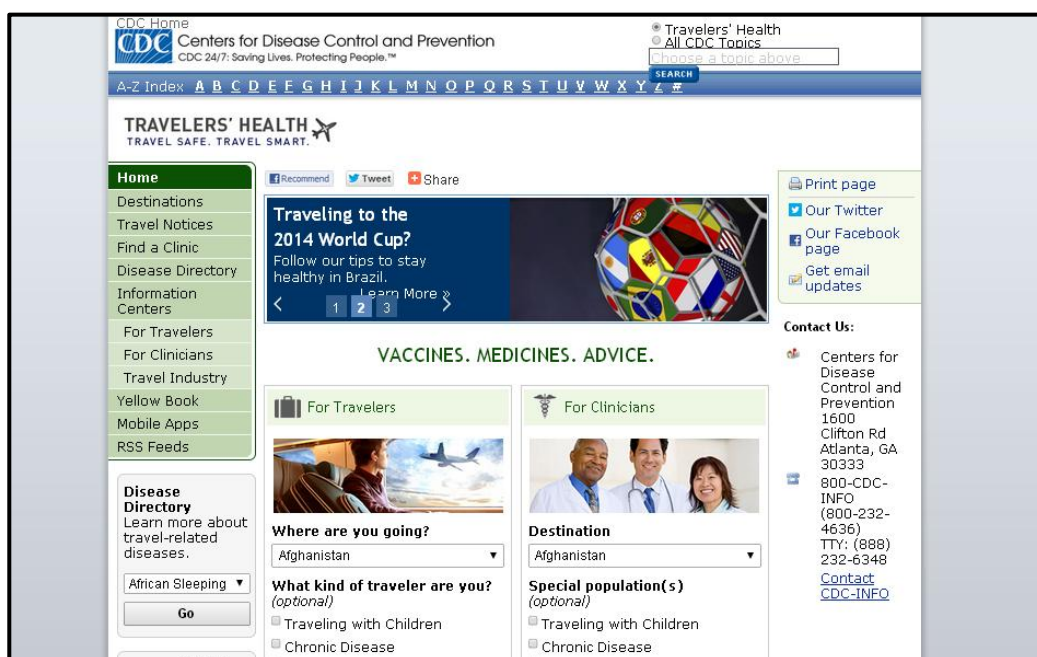 CDC Home
CDC Centers for Disease Control and Prevention
CDC 24/7: Saving Lives. Protecting People.™
Travelers' Health
All CDC Topics
Choose a topic above
SEARCH
A-Z Index A B C D E F G H I J K L M N O P Q R S T U V W X Y Z #
TRAVELERS' HEALTH
TRAVEL SAFE. TRAVEL SMART.
Home
Destinations
Travel Notices
Find a Clinic
Disease Directory
Information
Centers
For Travelers
For Clinicians
Travel Industry
Yellow Book
Mobile Apps
RSS Feeds
Disease
Directory
Learn more about
travel-related
diseases.
African Sleeping
Go
Recommend Tweet Share
Traveling to the
2014 World Cup?
Follow our tips to stay
healthy in Brazil.
Learn More »
1 2 3
VACCINES. MEDICINES. ADVICE.
For Travelers
Where are you going?
Afghanistan
What kind of traveler are you?
(optional)
Traveling with Children
Chronic Disease
For Clinicians
Destination
Afghanistan
Special population(s)
(optional)
Traveling with Children
Chronic Disease
Print page
Our Twitter
Our Facebook
page
Get email
updates
Contact Us:
Centers for
Disease
Control and
Prevention
1600
Clifton Rd
Atlanta, GA
30333
800-CDC-
INFO
(800-232-
4636)
TTY: (888)
232-6348
Contact
CDC-INFO